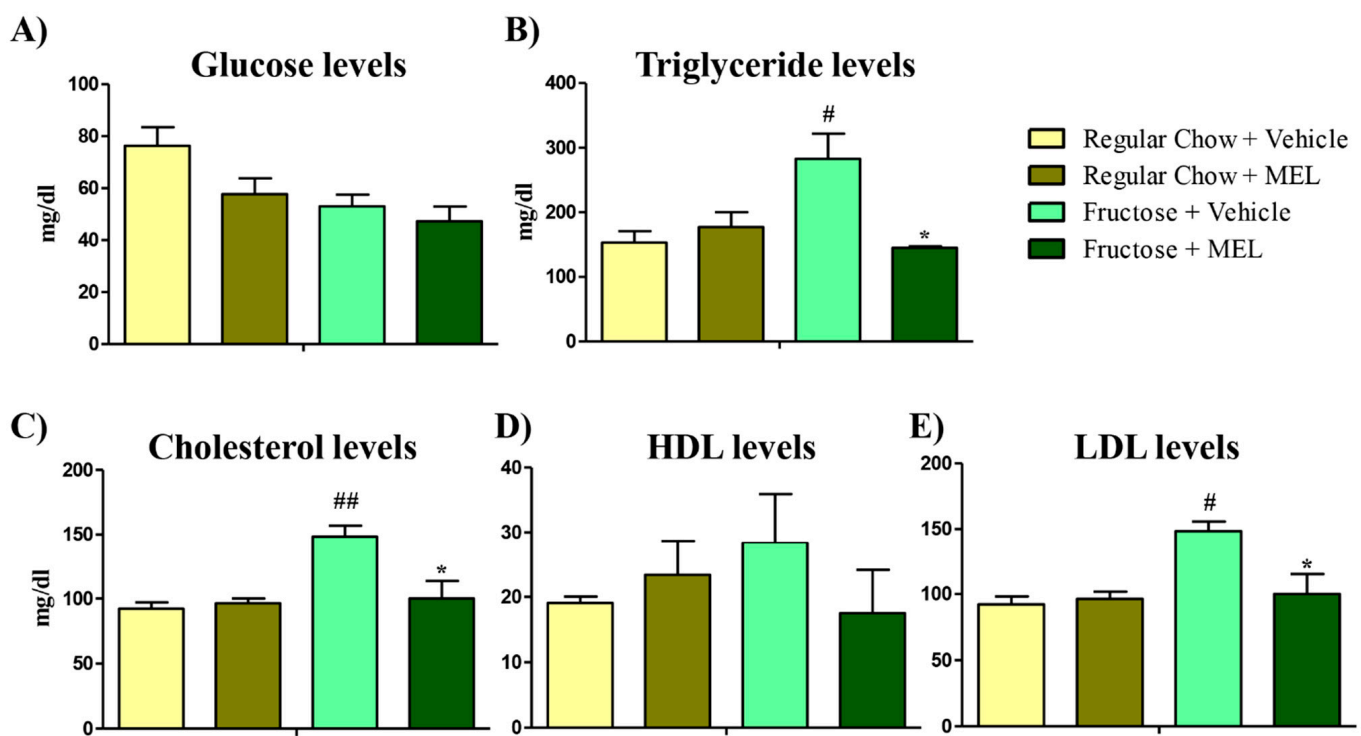 A)
Glucose levels
100
80
60
40
20
0
mg/dl
B)
Triglyceride levels
400
300
200
100
0
mg/dl
#
*
Regular Chow + Vehicle
Regular Chow + MEL
Fructose + Vehicle
Fructose + MEL
C)
Cholesterol levels
200
150
100
50
0
mg/dl
##
*
D)
HDL levels
40
30
20
10
0
E)
LDL levels
200
150
100
50
0
#
*